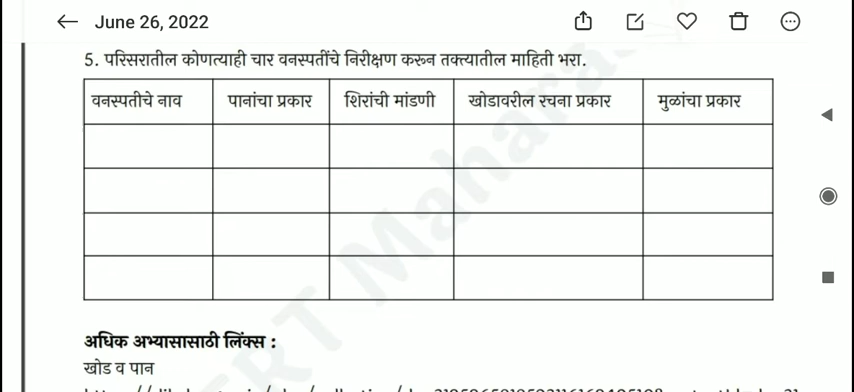 June 26, 2022
5. परिसरातील कोणत्याही चार वनस्पतींचे निरीक्षण करून तक्त्यातील माहिती भरा.
वनस्पतीचे नाव पानांचा प्रकार शिरांची मांडणी खोडावरील रचना प्रकार मुळांचा प्रकार
अधिक अभ्यासासाठी लिंक्स :
खोड व पान